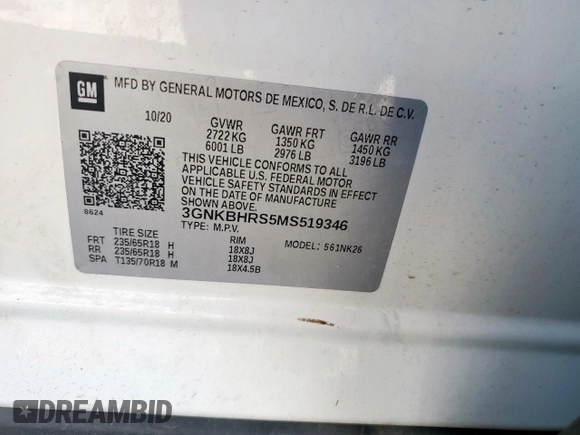 GM
MFD BY GENERAL MOTORS DE MEXICO, S. DE R.L. DE C.V.
10/20 GVWR GAWR FRT GAWR RR
2722 KG 1350 KG 1450 KG
6001 LB 2976 LB 3196 LB
THIS VEHICLE CONFORMS TO ALL
APPLICABLE U.S. FEDERAL MOTOR
VEHICLE SAFETY STANDARDS IN EFFECT
ON THE DATE OF MANUFACTURE
SHOWN ABOVE.
8624 3GNKBHRS5MS519346
TYPE: M.P.V.
TIRE SIZE RIM MODEL: 561NK26
FRT 235/65R18 H 18X8J
RR 235/65R18 H 18X8J
SPA T135/70R18 M 18X4.5B
DREAMBID